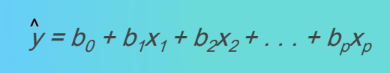 ŷ = b₀ + b₁x₁ + b₂x₂ + . . . + bₚxₚ